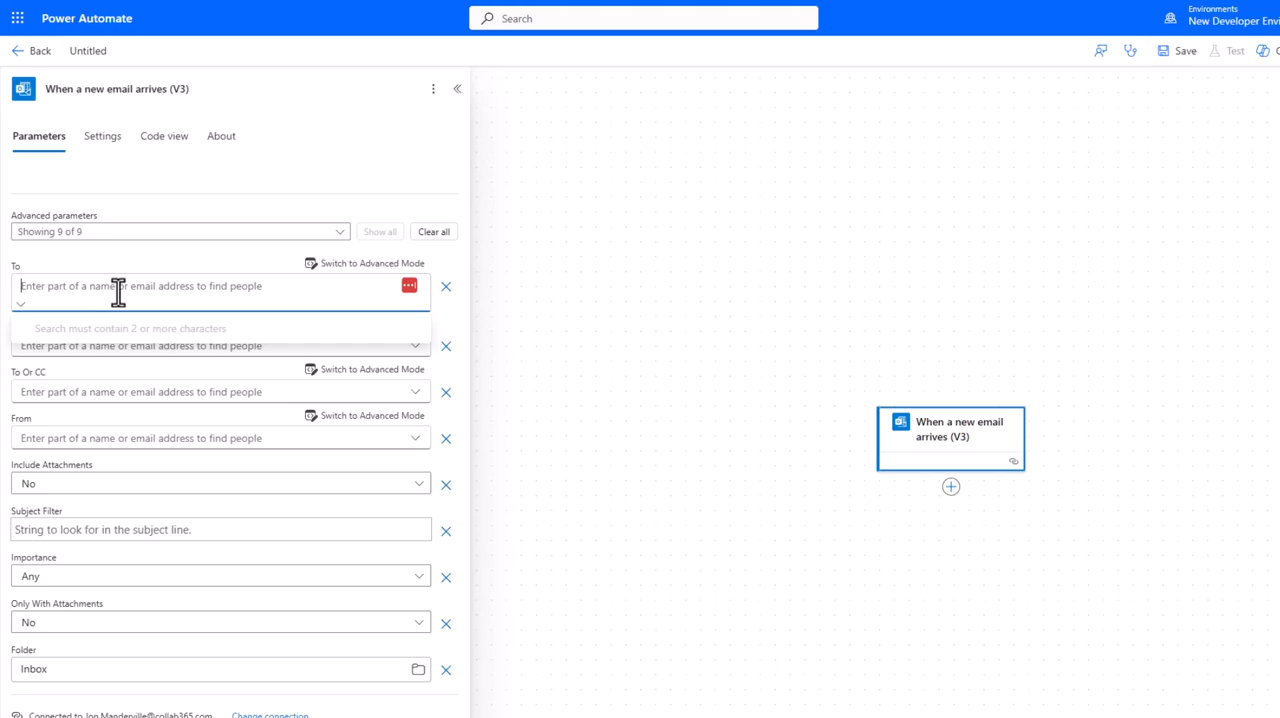 Power Automate
Search
Environments
New Developer Envi
Back
Untitled
Save
Test
When a new email arrives (V3)
Parameters
Settings
Code view
About
Advanced parameters
Showing 9 of 9
Show all
Clear all
To
Switch to Advanced Mode
Enter part of a name or email address to find people
Search must contain 2 or more characters
Enter part of a name or email address to find people
To Or CC
Switch to Advanced Mode
Enter part of a name or email address to find people
From
Switch to Advanced Mode
Enter part of a name or email address to find people
Include Attachments
No
Subject Filter
String to look for in the subject line.
Importance
Any
Only With Attachments
No
Folder
Inbox
Connected to Jon.Manderville@collab365.com
Change connection
When a new email
arrives (V3)